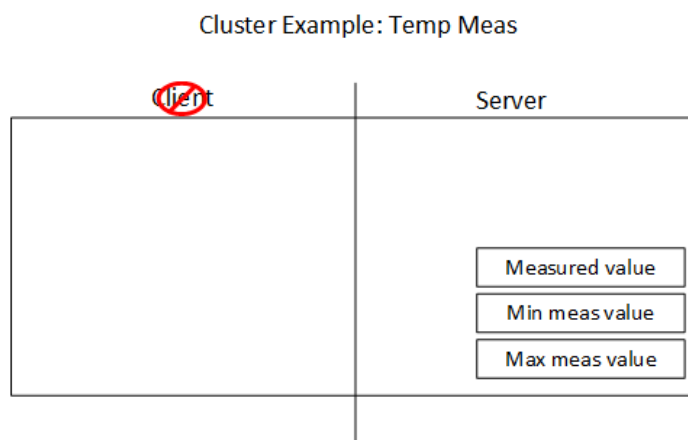 Cluster Example: Temp Meas
Client
Server
Measured value
Min meas value
Max meas value